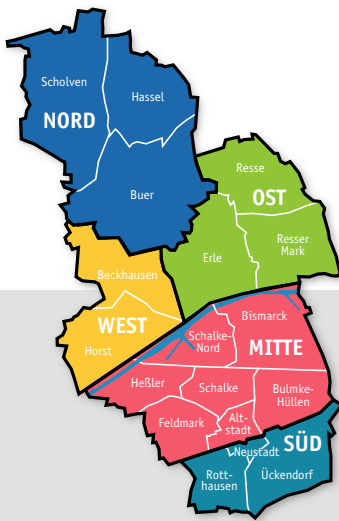 Scholven
Hassel
NORD
Buer
Resse
OST
Resser
Mark
Erle
Beckhausen
WEST
Horst
Bismarck
Schalke-
Nord
MITTE
Heßler
Schalke
Bulmke-
Hüllen
Feldmark
Alt-
stadt
SÜD
Neustadt
Rott-
hausen
Ückendorf